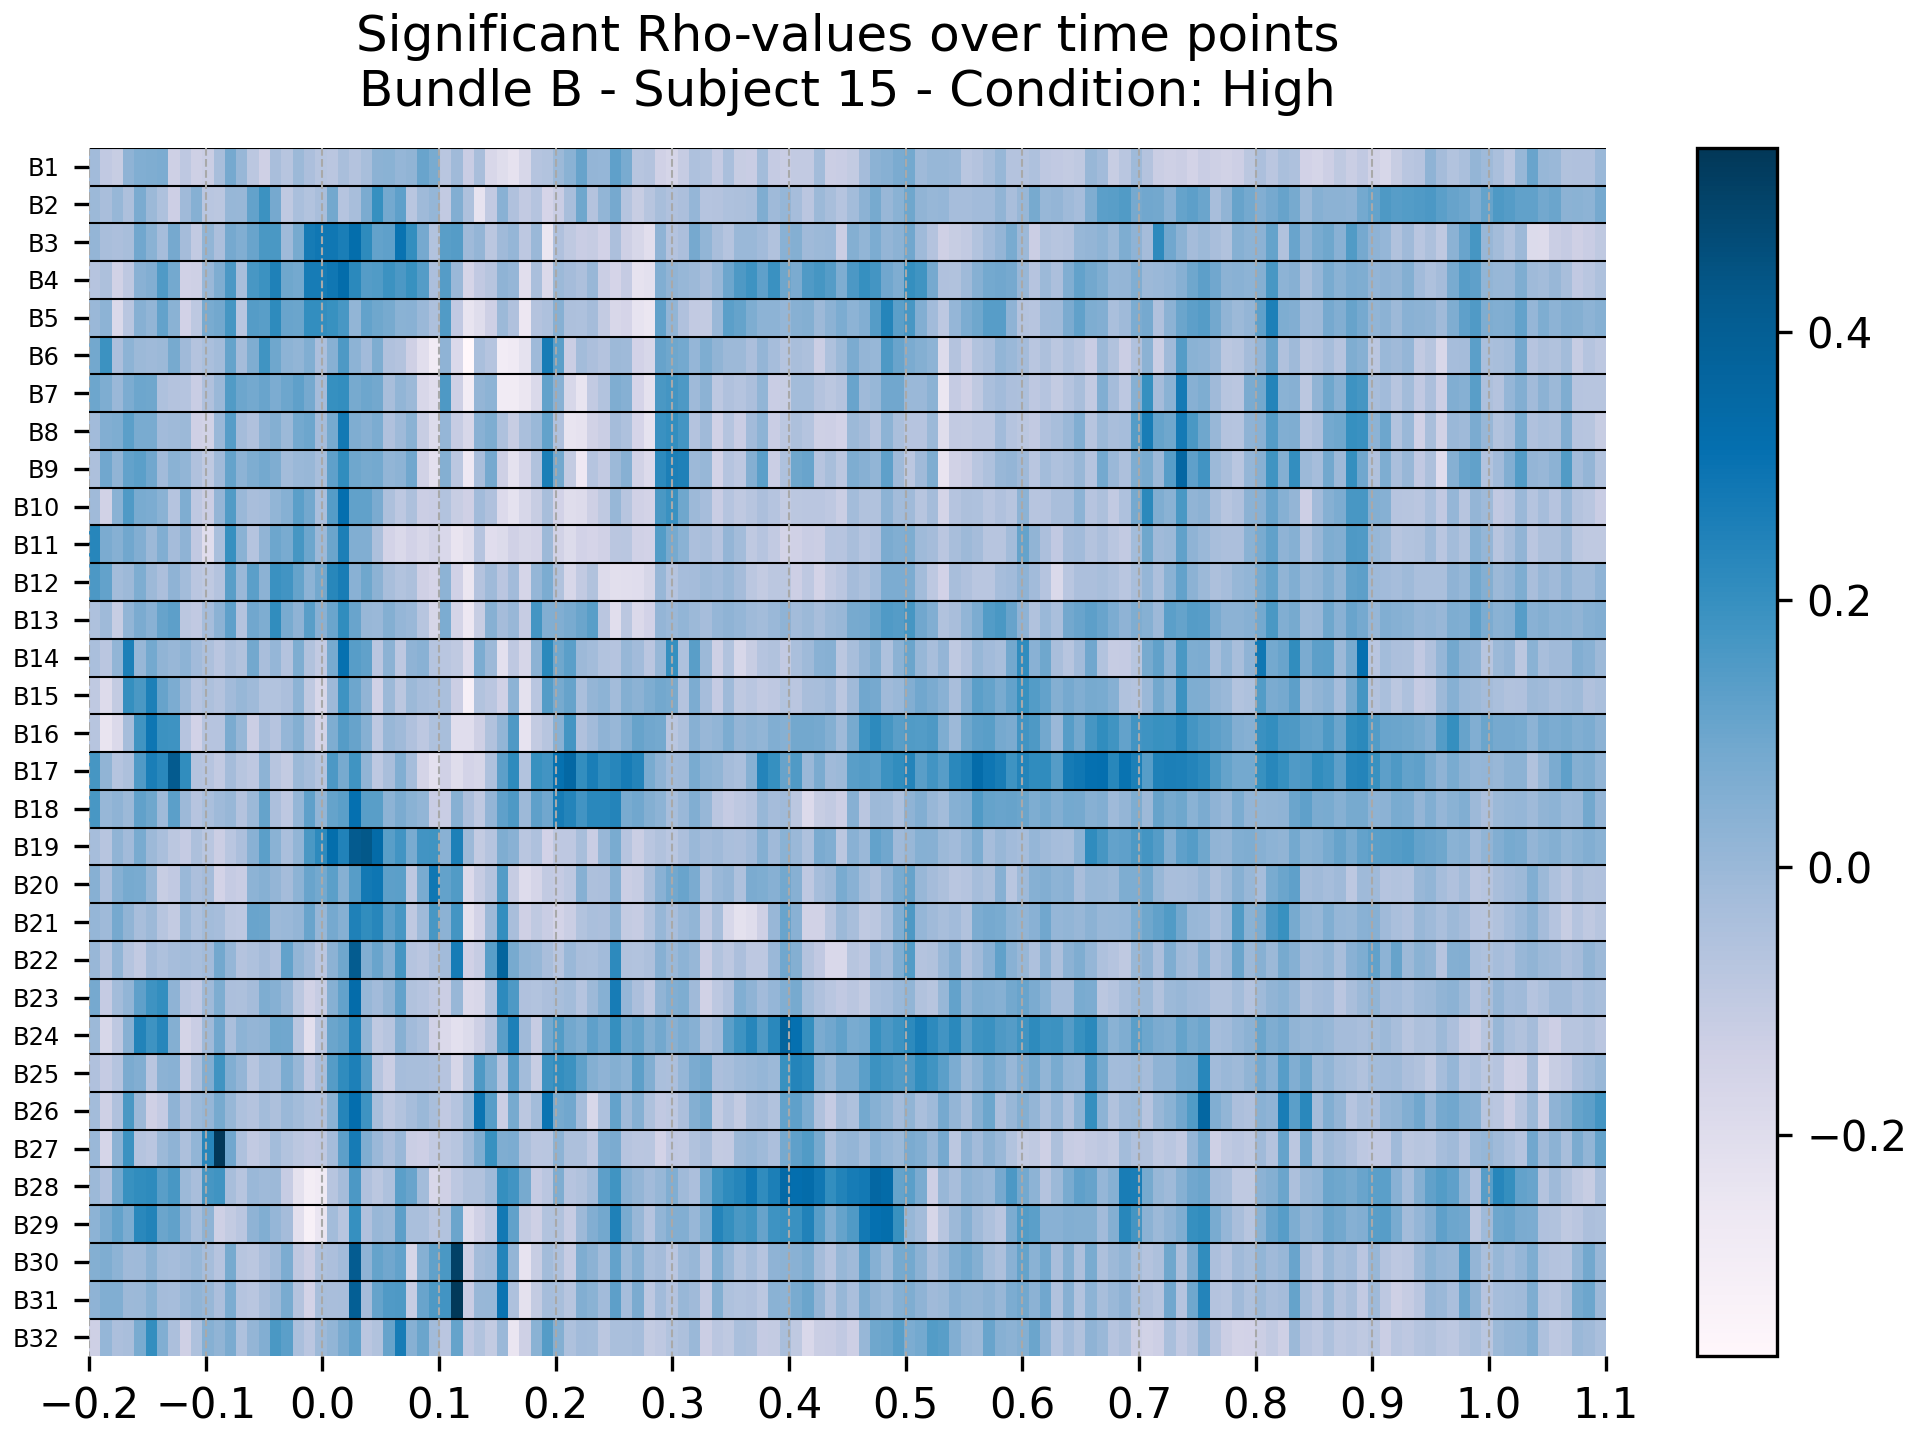 Significant Rho-values over time points
Bundle B - Subject 15 - Condition: High
B1
B2
B3
B4
B5
B6
B7
B8
B9
B10
B11
B12
B13
B14
B15
B16
B17
B18
B19
B20
B21
B22
B23
B24
B25
B26
B27
B28
B29
B30
B31
B32
−0.2 −0.1 0.0 0.1 0.2 0.3 0.4 0.5 0.6 0.7 0.8 0.9 1.0 1.1
0.4
0.2
0.0
−0.2